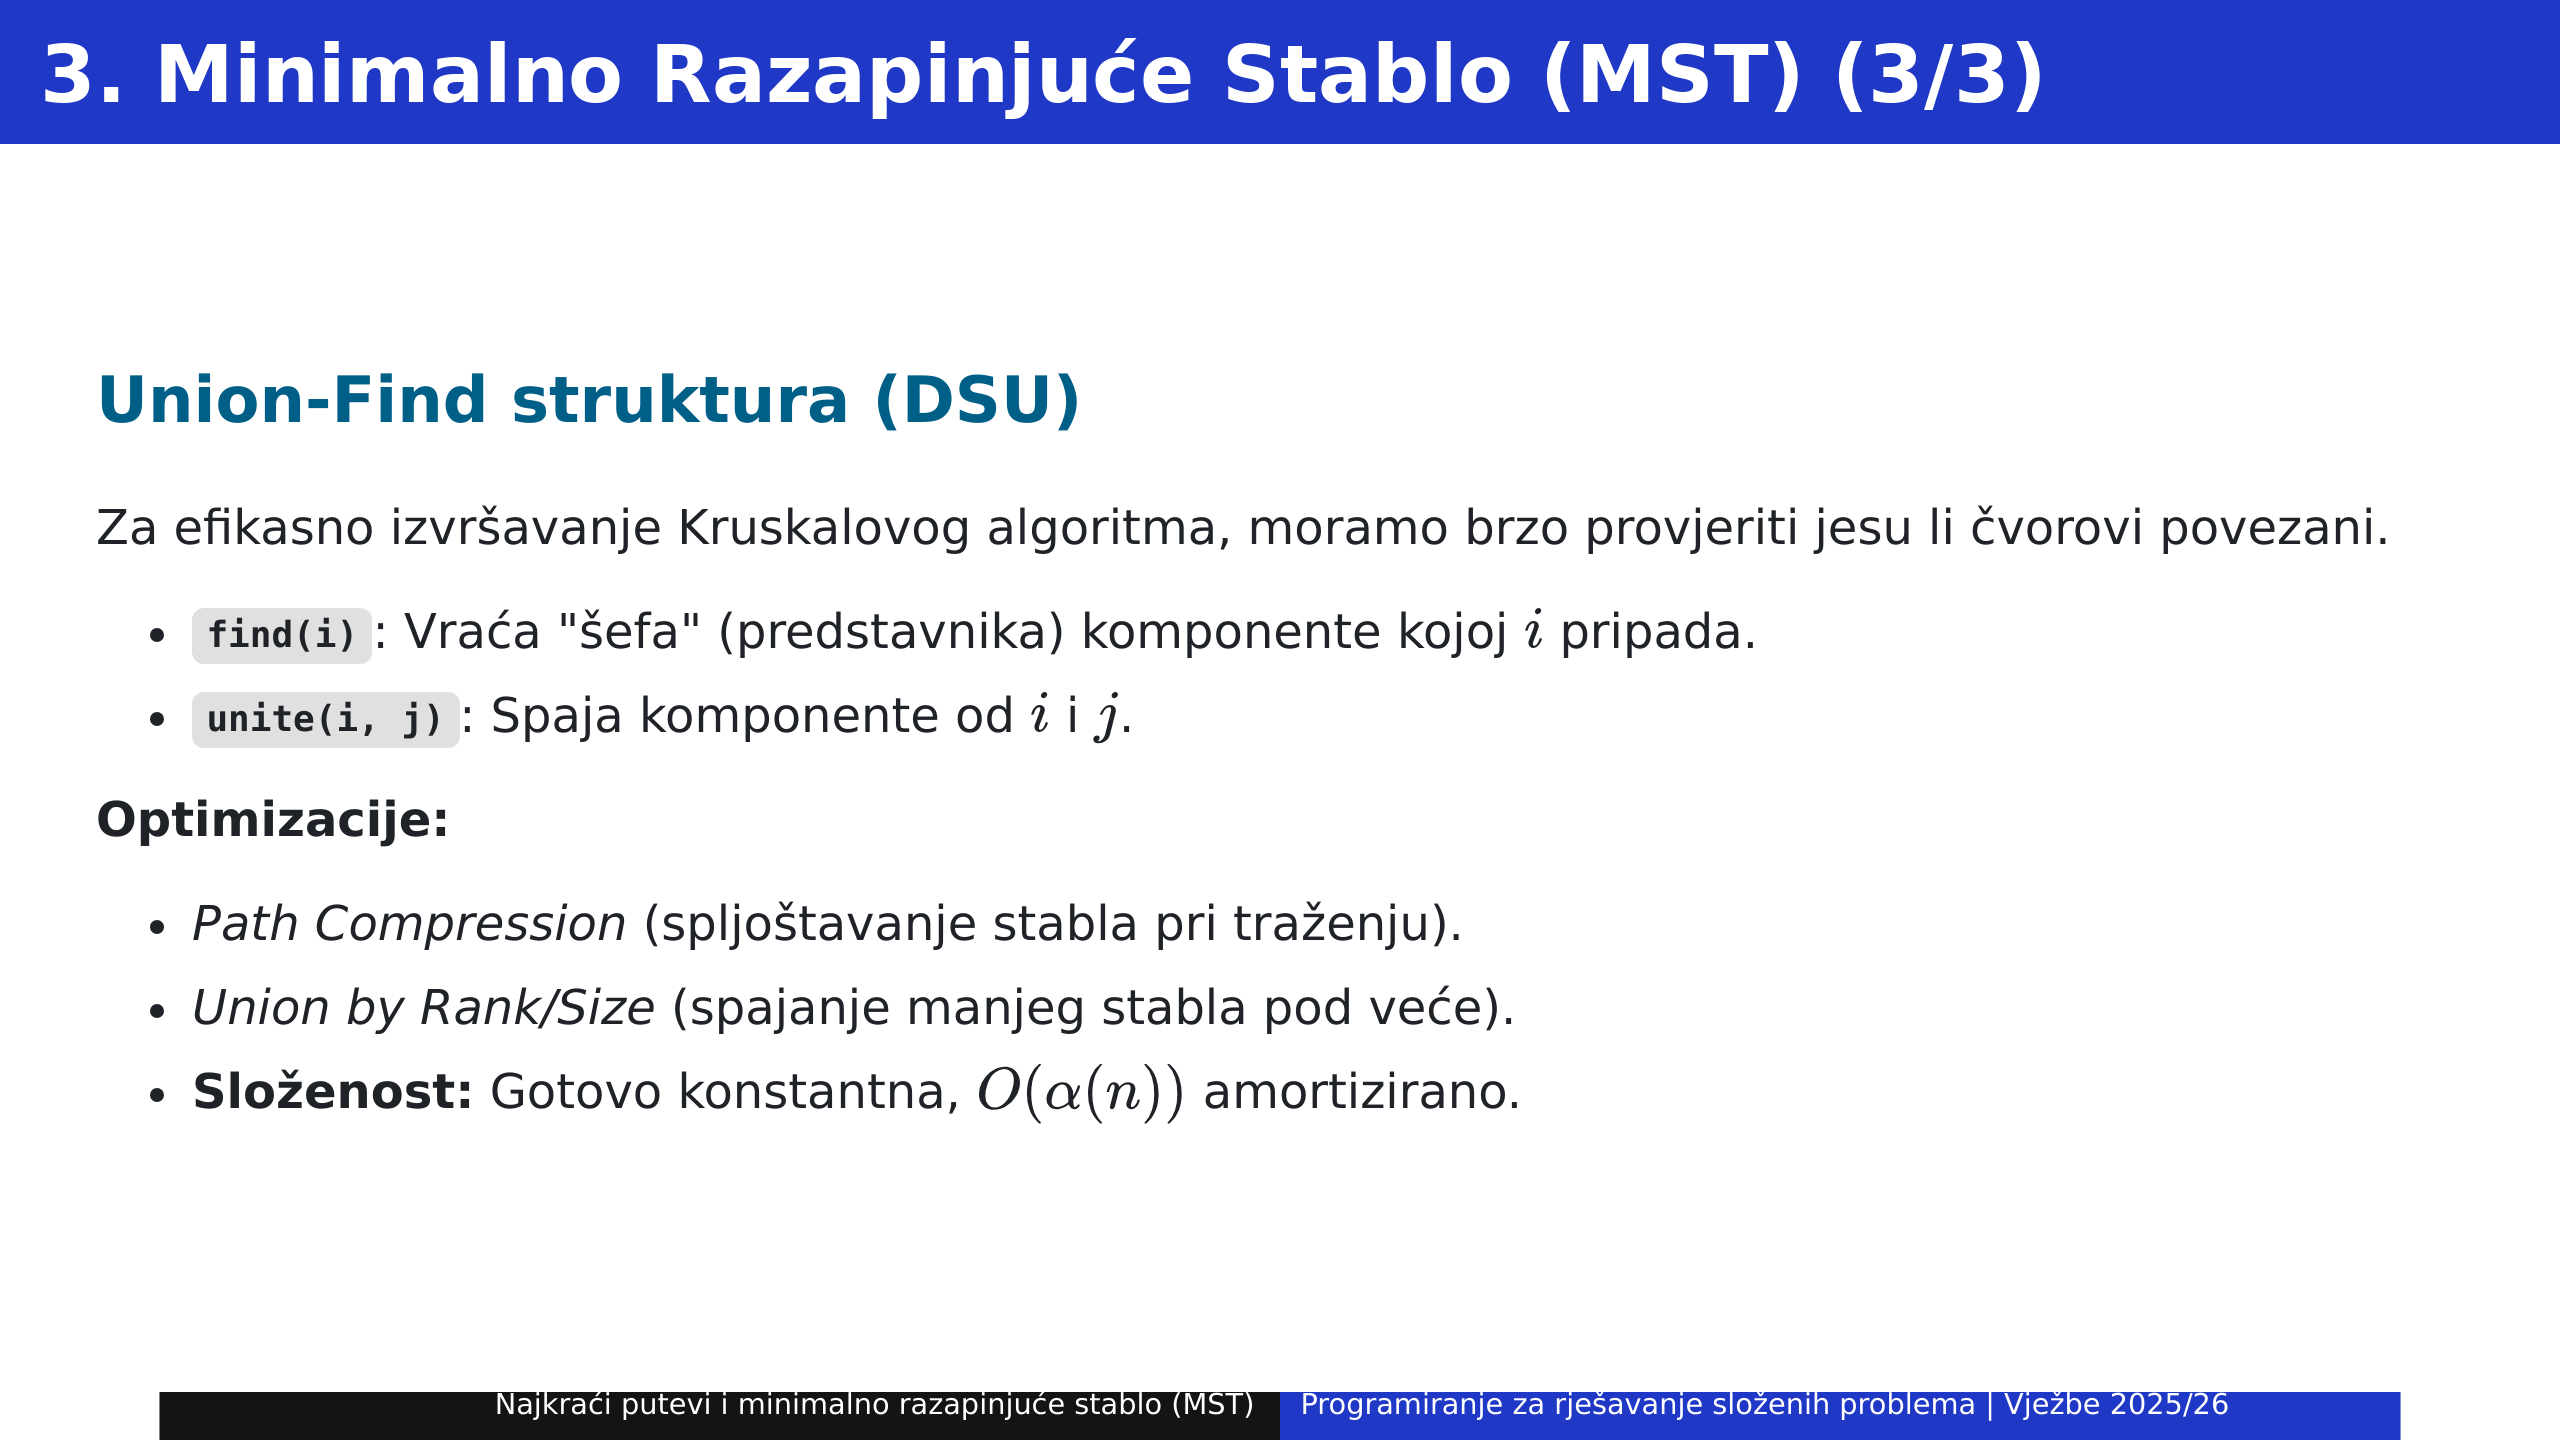 3. Minimalno Razapinjuće Stablo (MST) (3/3)
Union-Find struktura (DSU)
Za efikasno izvršavanje Kruskalovog algoritma, moramo brzo provjeriti jesu li čvorovi povezani.
• find(i): Vraća "šefa" (predstavnika) komponente kojoj i pripada.
• unite(i, j): Spaja komponente od i i j.
Optimizacije:
• Path Compression (spljoštavanje stabla pri traženju).
• Union by Rank/Size (spajanje manjeg stabla pod veće).
• Složenost: Gotovo konstantna, O(α(n)) amortizirano.
Najkraći putevi i minimalno razapinjuće stablo (MST)
Programiranje za rješavanje složenih problema | Vježbe 2025/26